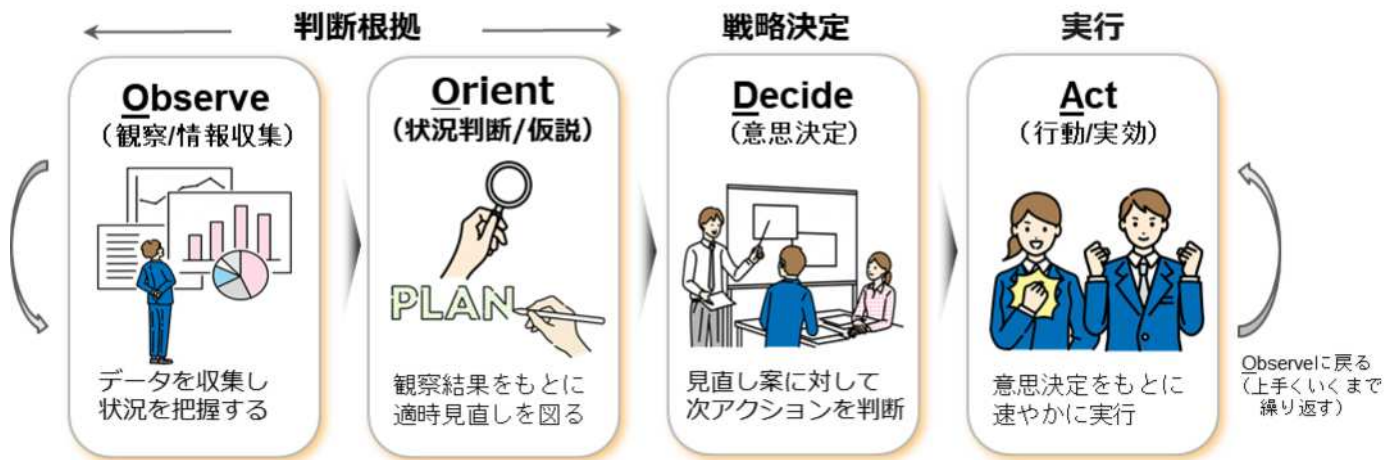 判断根拠
戦略決定
実行
Observe
（観察/情報収集）
データを収集し
状況を把握する
Orient
（状況判断/仮説）
PLAN
観察結果をもとに
適時見直しを図る
Decide
（意思決定）
見直し案に対して
次アクションを判断
Act
（行動/実効）
意思決定をもとに
速やかに実行
Observeに戻る
（上手くいくまで
繰り返す）